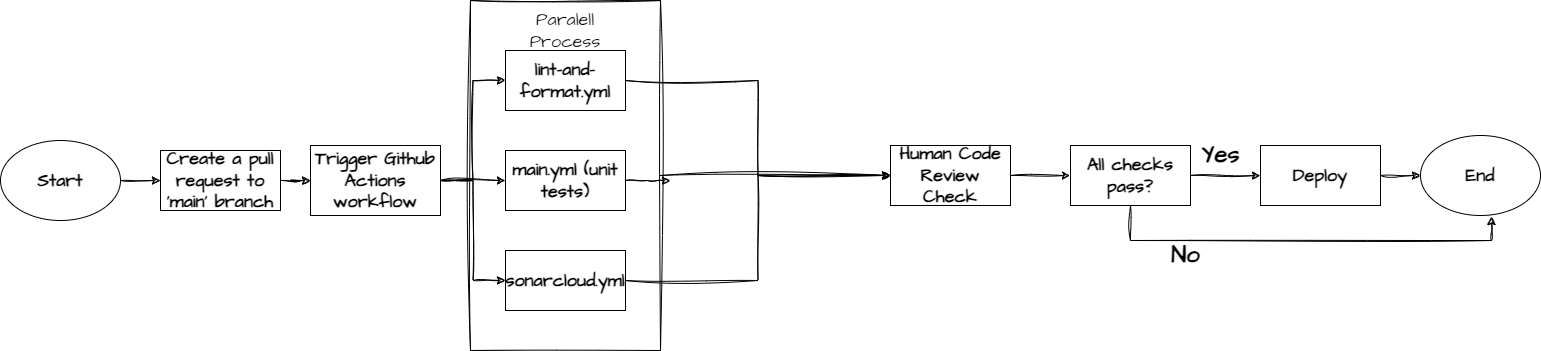 Paralell
Process
lint-and-
format.yml
Start
Create a pull
request to
'main' branch
Trigger Github
Actions
workflow
main.yml (unit
tests)
sonarcloud.yml
Human Code
Review
Check
All checks
pass?
Yes
No
Deploy
End